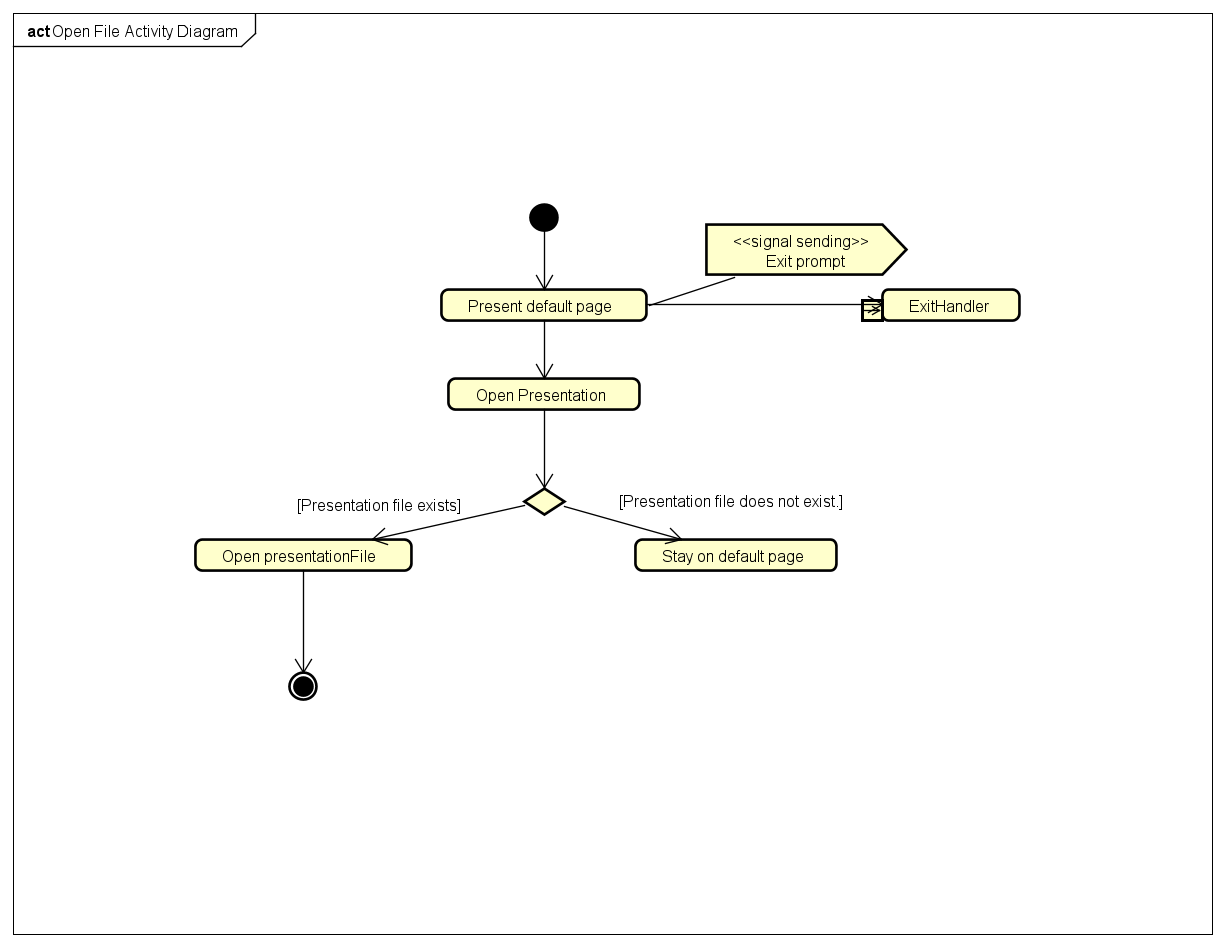 act Open File Activity Diagram
<<signal sending>>
Exit prompt
Present default page
ExitHandler
Open Presentation
[Presentation file exists]
[Presentation file does not exist.]
Open presentationFile
Stay on default page